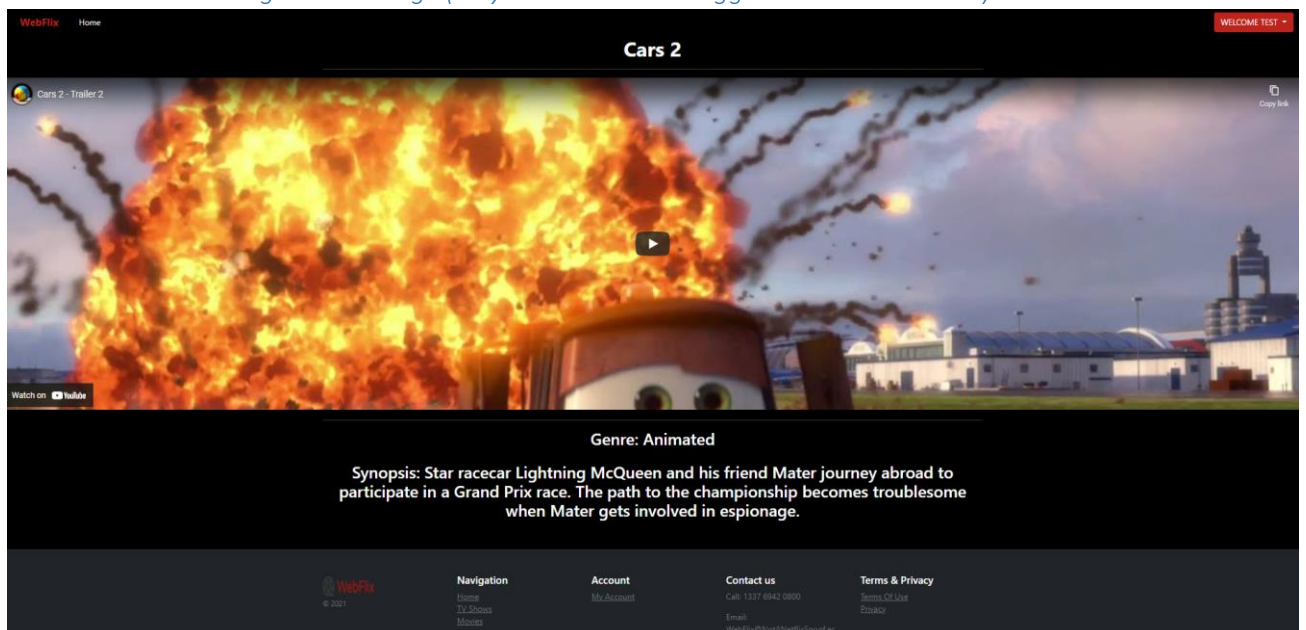 WebFlix Home WELCOME TEST
Cars 2
Cars 2 - Trailer 2
Copy link
Watch on YouTube
Genre: Animated
Synopsis: Star racecar Lightning McQueen and his friend Mater journey abroad to
participate in a Grand Prix race. The path to the championship becomes troublesome
when Mater gets involved in espionage.
WebFlix
© 2021
Navigation
Home
TV Shows
Movies
Account
My Account
Contact us
Call: 1337 6942 0800
Email:
Terms & Privacy
Terms Of Use
Privacy